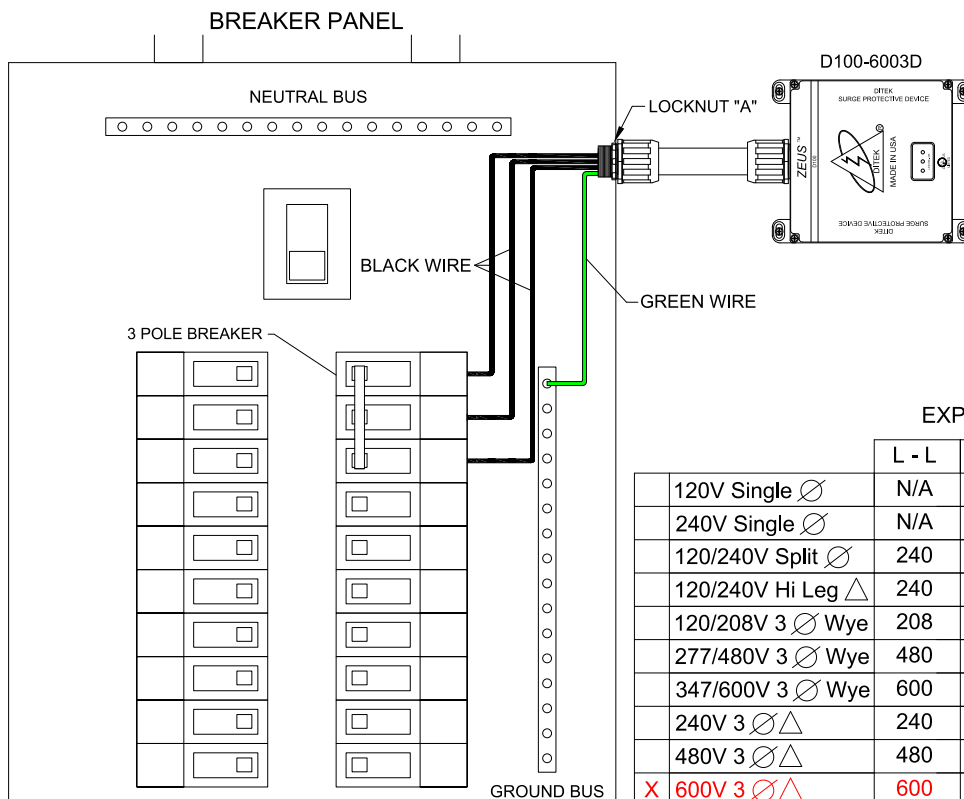 BREAKER PANEL
D100-6003D
NEUTRAL BUS
LOCKNUT "A"
DITEK
SURGE PROTECTIVE DEVICE
ZEUS™
D100
DITEK
®
MADE IN USA
DITEK
SURGE PROTECTIVE DEVICE
BLACK WIRE
GREEN WIRE
3 POLE BREAKER
GROUND BUS
EXP
L - L
120V Single ∅ N/A
240V Single ∅ N/A
120/240V Split ∅ 240
120/240V Hi Leg △ 240
120/208V 3 ∅ Wye 208
277/480V 3 ∅ Wye 480
347/600V 3 ∅ Wye 600
240V 3 ∅ △ 240
480V 3 ∅ △ 480
X 600V 3 ∅ △ 600